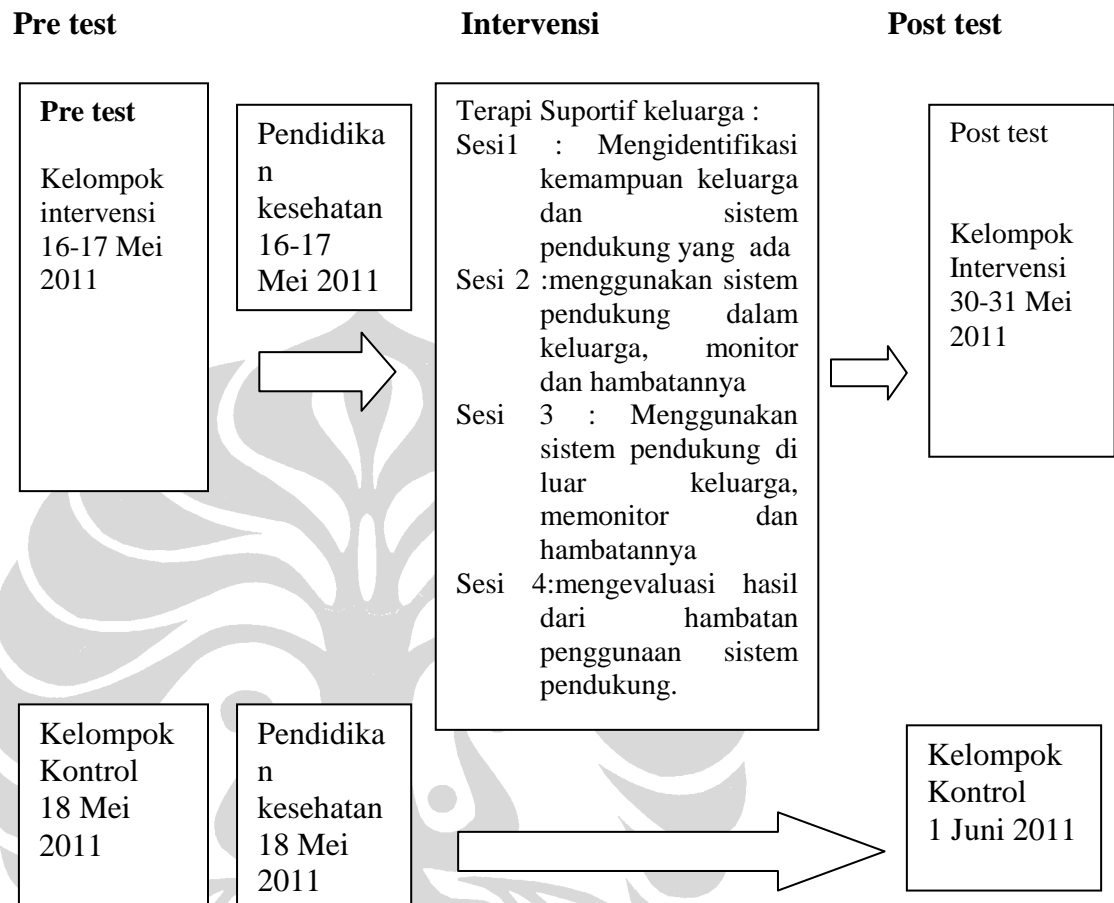 Pre test
Intervensi
Post test
Pre test
Kelompok
intervensi
16-17 Mei
2011
Pendidika
n
kesehatan
16-17
Mei 2011
Terapi Suportif keluarga :
Sesi1 : Mengidentifikasi
kemampuan keluarga
dan sistem
pendukung yang ada
Sesi 2 :menggunakan sistem
pendukung dalam
keluarga, monitor
dan hambatannya
Sesi 3 : Menggunakan
sistem pendukung di
luar keluarga,
memonitor dan
hambatannya
Sesi 4:mengevaluasi hasil
dari hambatan
penggunaan sistem
pendukung.
Post test
Kelompok
Intervensi
30-31 Mei
2011
Kelompok
Kontrol
18 Mei
2011
Pendidika
n
kesehatan
18 Mei
2011
Kelompok
Kontrol
1 Juni 2011